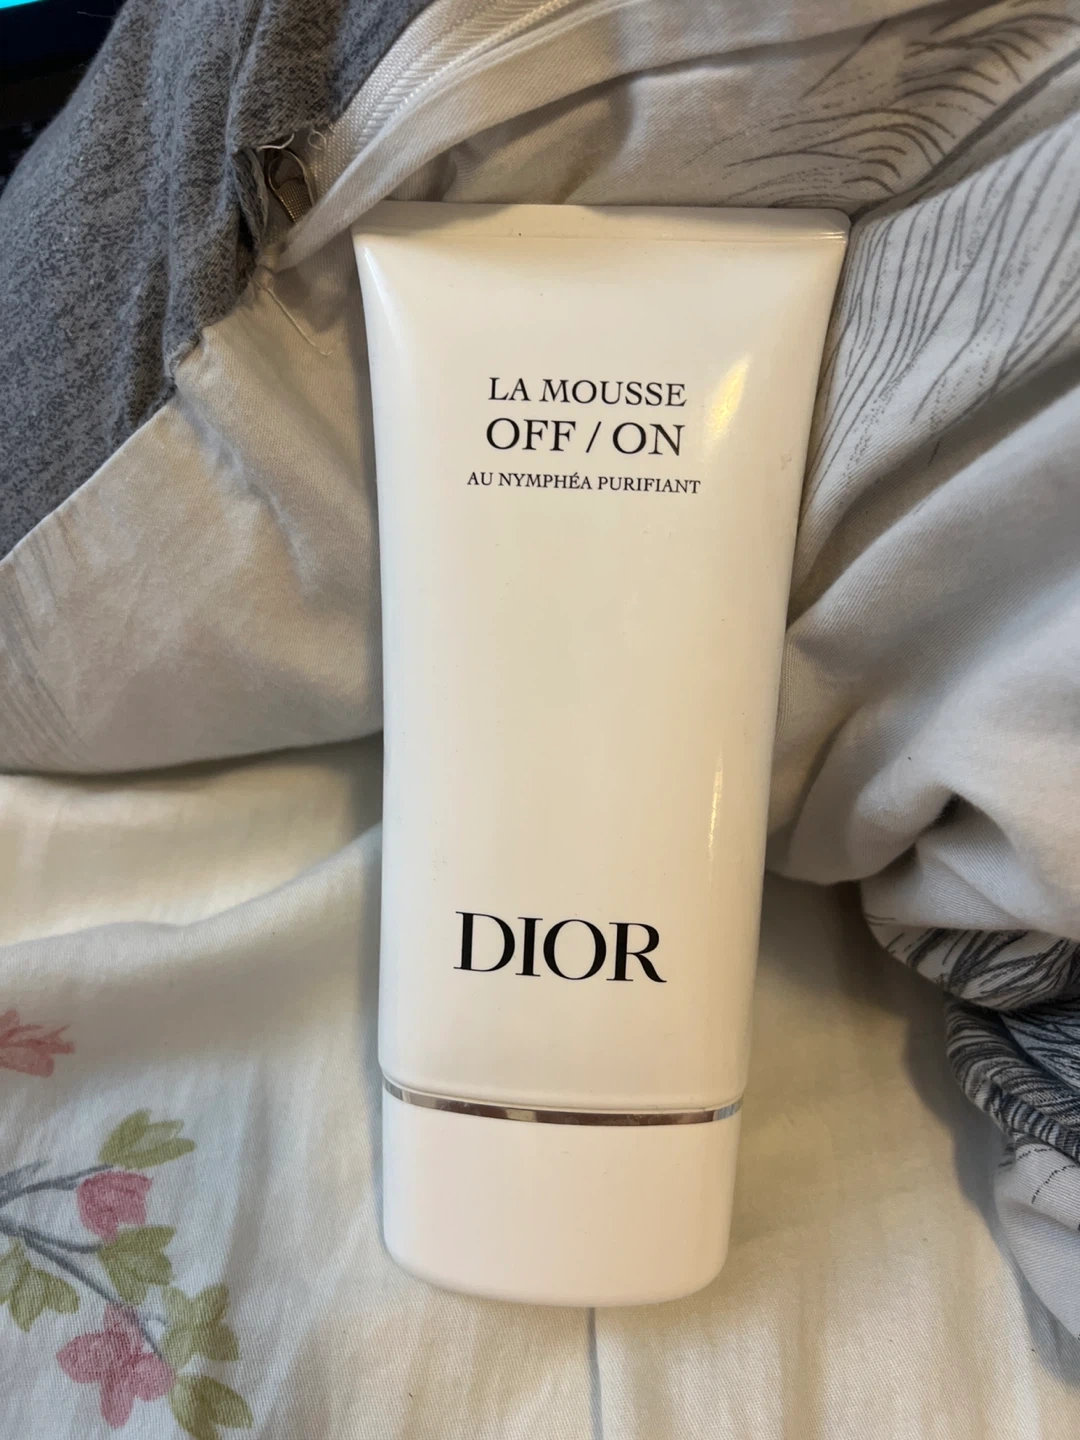 LA MOUSSE
OFF / ON
AU NYMPHÉA PURIFIANT
DIOR